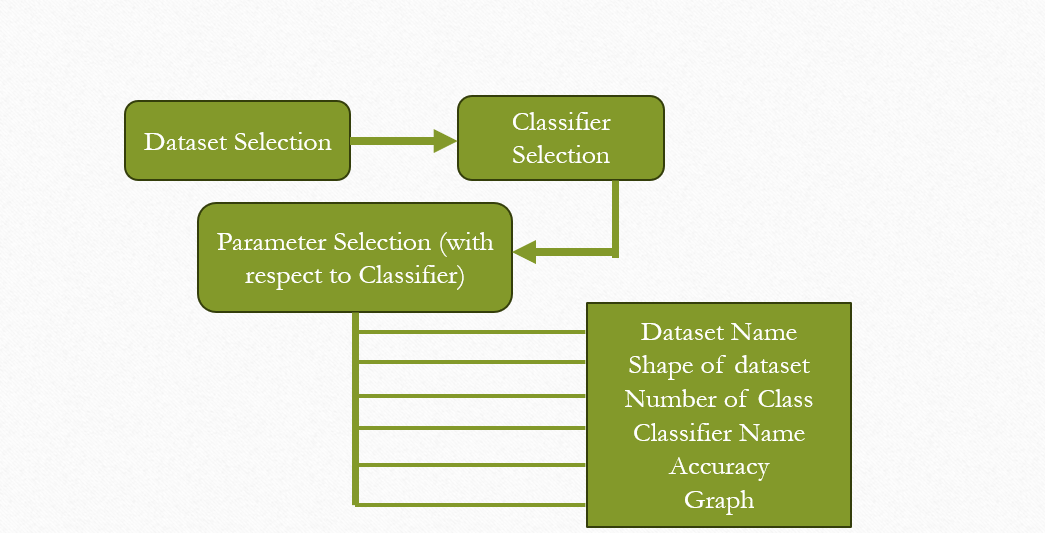 Dataset Selection
Classifier
Selection
Parameter Selection (with
respect to Classifier)
Dataset Name
Shape of dataset
Number of Class
Classifier Name
Accuracy
Graph